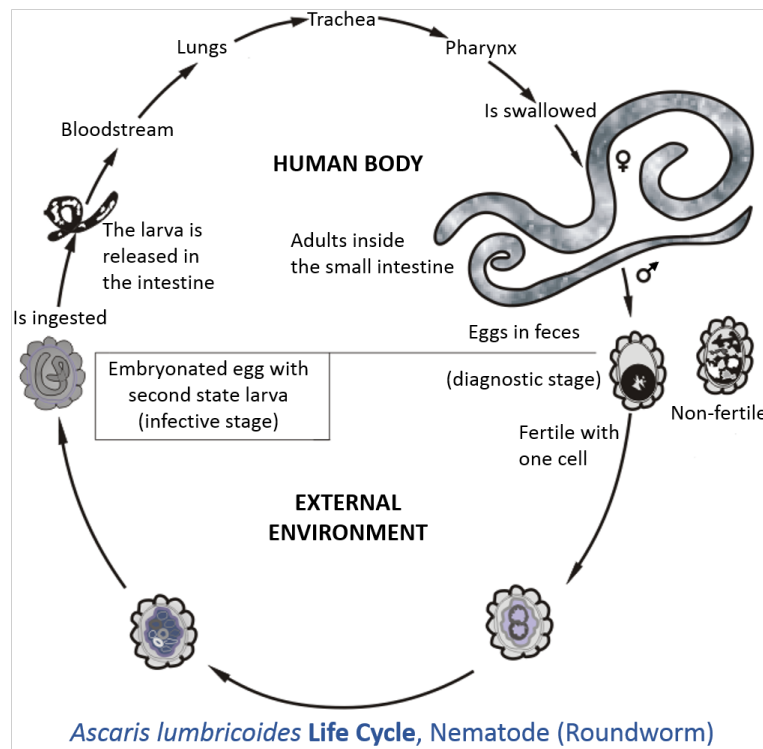 Trachea
Lungs
Pharynx
Bloodstream
Is swallowed
HUMAN BODY
♀
The larva is
released in
the intestine
Adults inside
the small intestine
♂
Is ingested
Eggs in feces
Embryonated egg with
second state larva
(infective stage)
(diagnostic stage)
Non-fertile
Fertile with
one cell
EXTERNAL
ENVIRONMENT
Ascaris lumbricoides Life Cycle, Nematode (Roundworm)